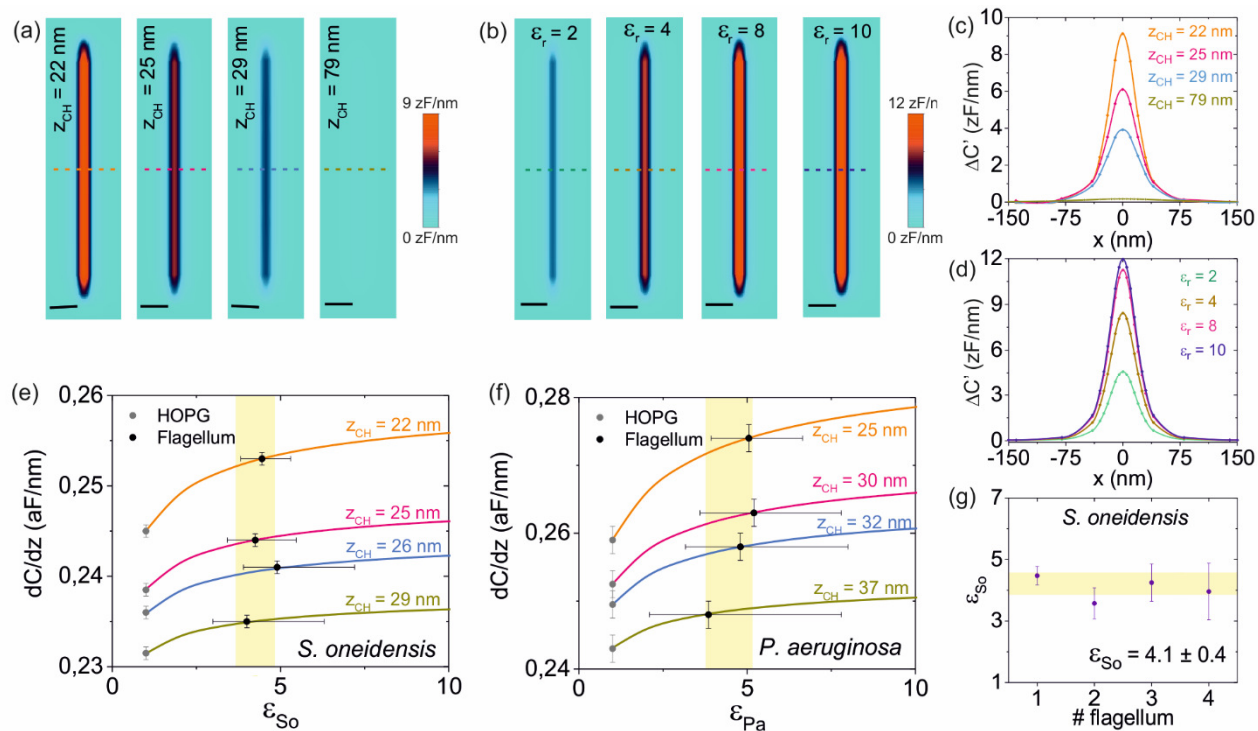 (a)
z_CH = 22 nm
z_CH = 25 nm
z_CH = 29 nm
z_CH = 79 nm
9 zF/nm
0 zF/nm
(b)
ε_r = 2
ε_r = 4
ε_r = 8
ε_r = 10
12 zF/r
0 zF/nm
(c)
10
8
6
4
2
0
ΔC' (zF/nm)
z_CH = 22 nm
z_CH = 25 nm
z_CH = 29 nm
z_CH = 79 nm
-150 -75 0 75 150
x (nm)
(d)
12
9
6
3
0
ΔC' (zF/nm)
ε_r = 2
ε_r = 4
ε_r = 8
ε_r = 10
-150 -75 0 75 150
x (nm)
(e)
0,26
0,25
0,24
0,23
dC/dz (aF/nm)
HOPG
Flagellum
z_CH = 22 nm
z_CH = 25 nm
z_CH = 26 nm
z_CH = 29 nm
S. oneidensis
0 5 10
ε_So
(f)
0,28
0,26
0,24
dC/dz (aF/nm)
HOPG
Flagellum
z_CH = 25 nm
z_CH = 30 nm
z_CH = 32 nm
z_CH = 37 nm
P. aeruginosa
0 5 10
ε_Pa
(g)
7
5
3
1
ε_So
S. oneidensis
ε_So = 4.1 ± 0.4
1 2 3 4
# flagellum